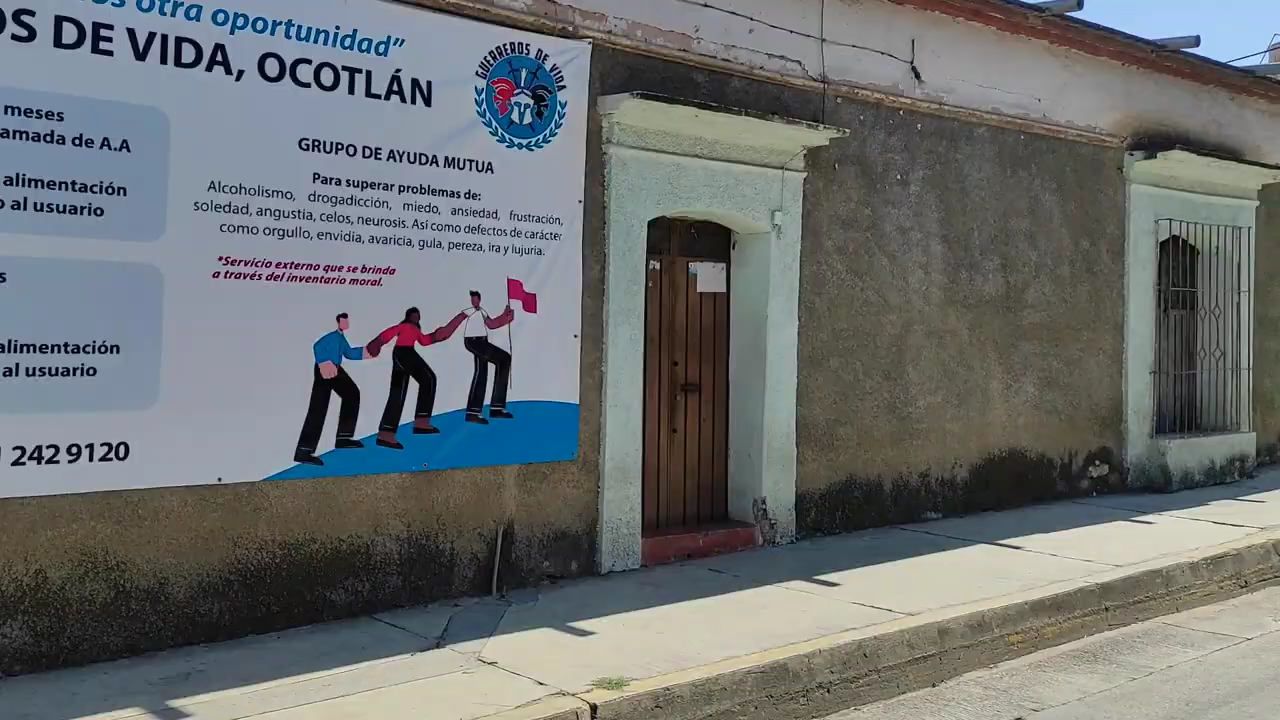 otra oportunidad”
OS DE VIDA, OCOTLÁN
GUERREROS DE VIDA
meses
amada de A.A
alimentación
o al usuario
GRUPO DE AYUDA MUTUA
Para superar problemas de:
Alcoholismo, drogadicción, miedo, ansiedad, frustración,
soledad, angustia, celos, neurosis. Así como defectos de carácter
como orgullo, envidia, avaricia, gula, pereza, ira y lujuria.
*Servicio externo que se brinda
a través del inventario moral.
s
alimentación
al usuario
242 9120